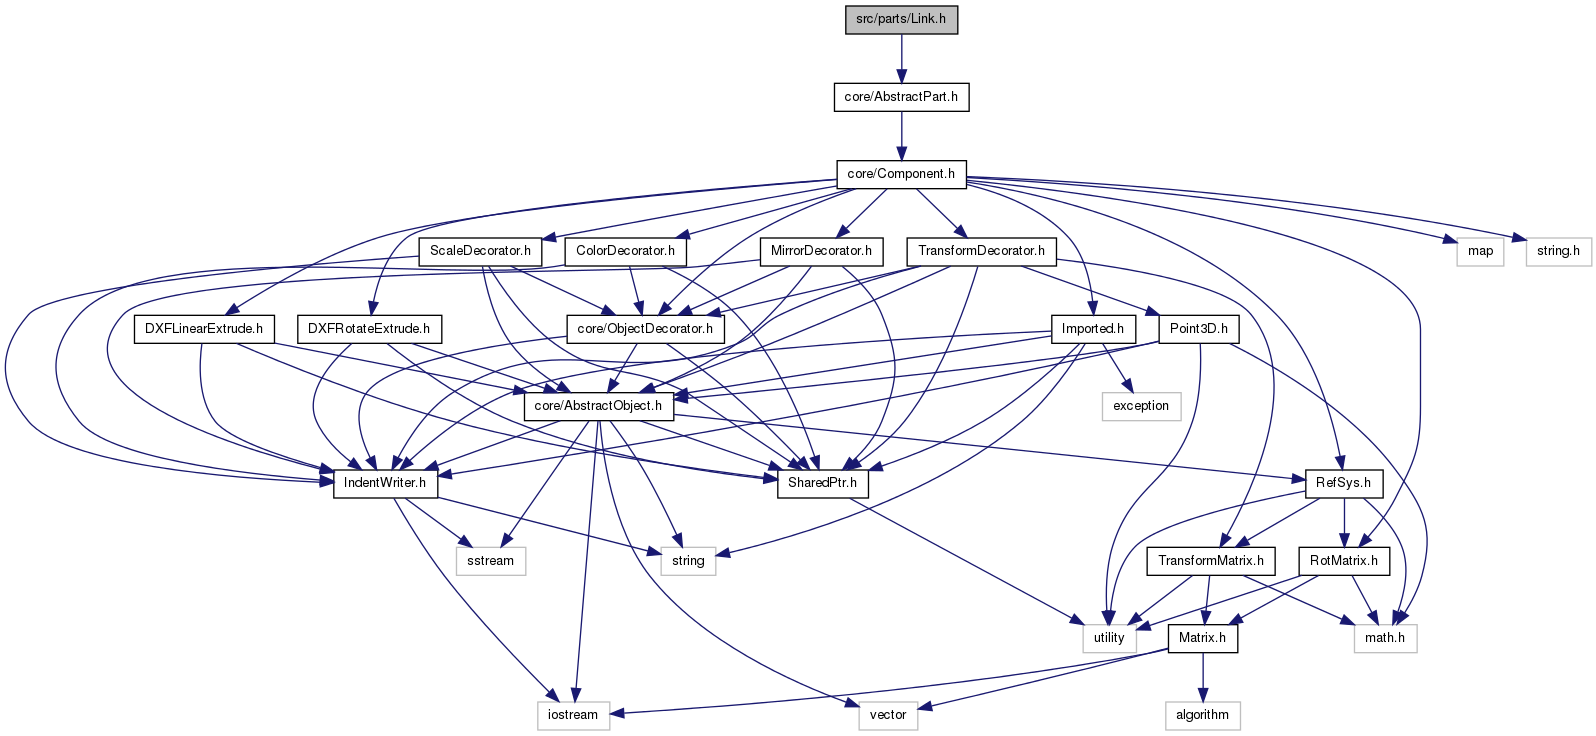 src/parts/Link.h
core/AbstractPart.h
core/Component.h
ScaleDecorator.h
ColorDecorator.h
MirrorDecorator.h
TransformDecorator.h
map
string.h
DXFLinearExtrude.h
DXFRotateExtrude.h
core/ObjectDecorator.h
Imported.h
Point3D.h
core/AbstractObject.h
exception
IndentWriter.h
SharedPtr.h
RefSys.h
sstream
string
TransformMatrix.h
RotMatrix.h
utility
Matrix.h
math.h
iostream
vector
algorithm